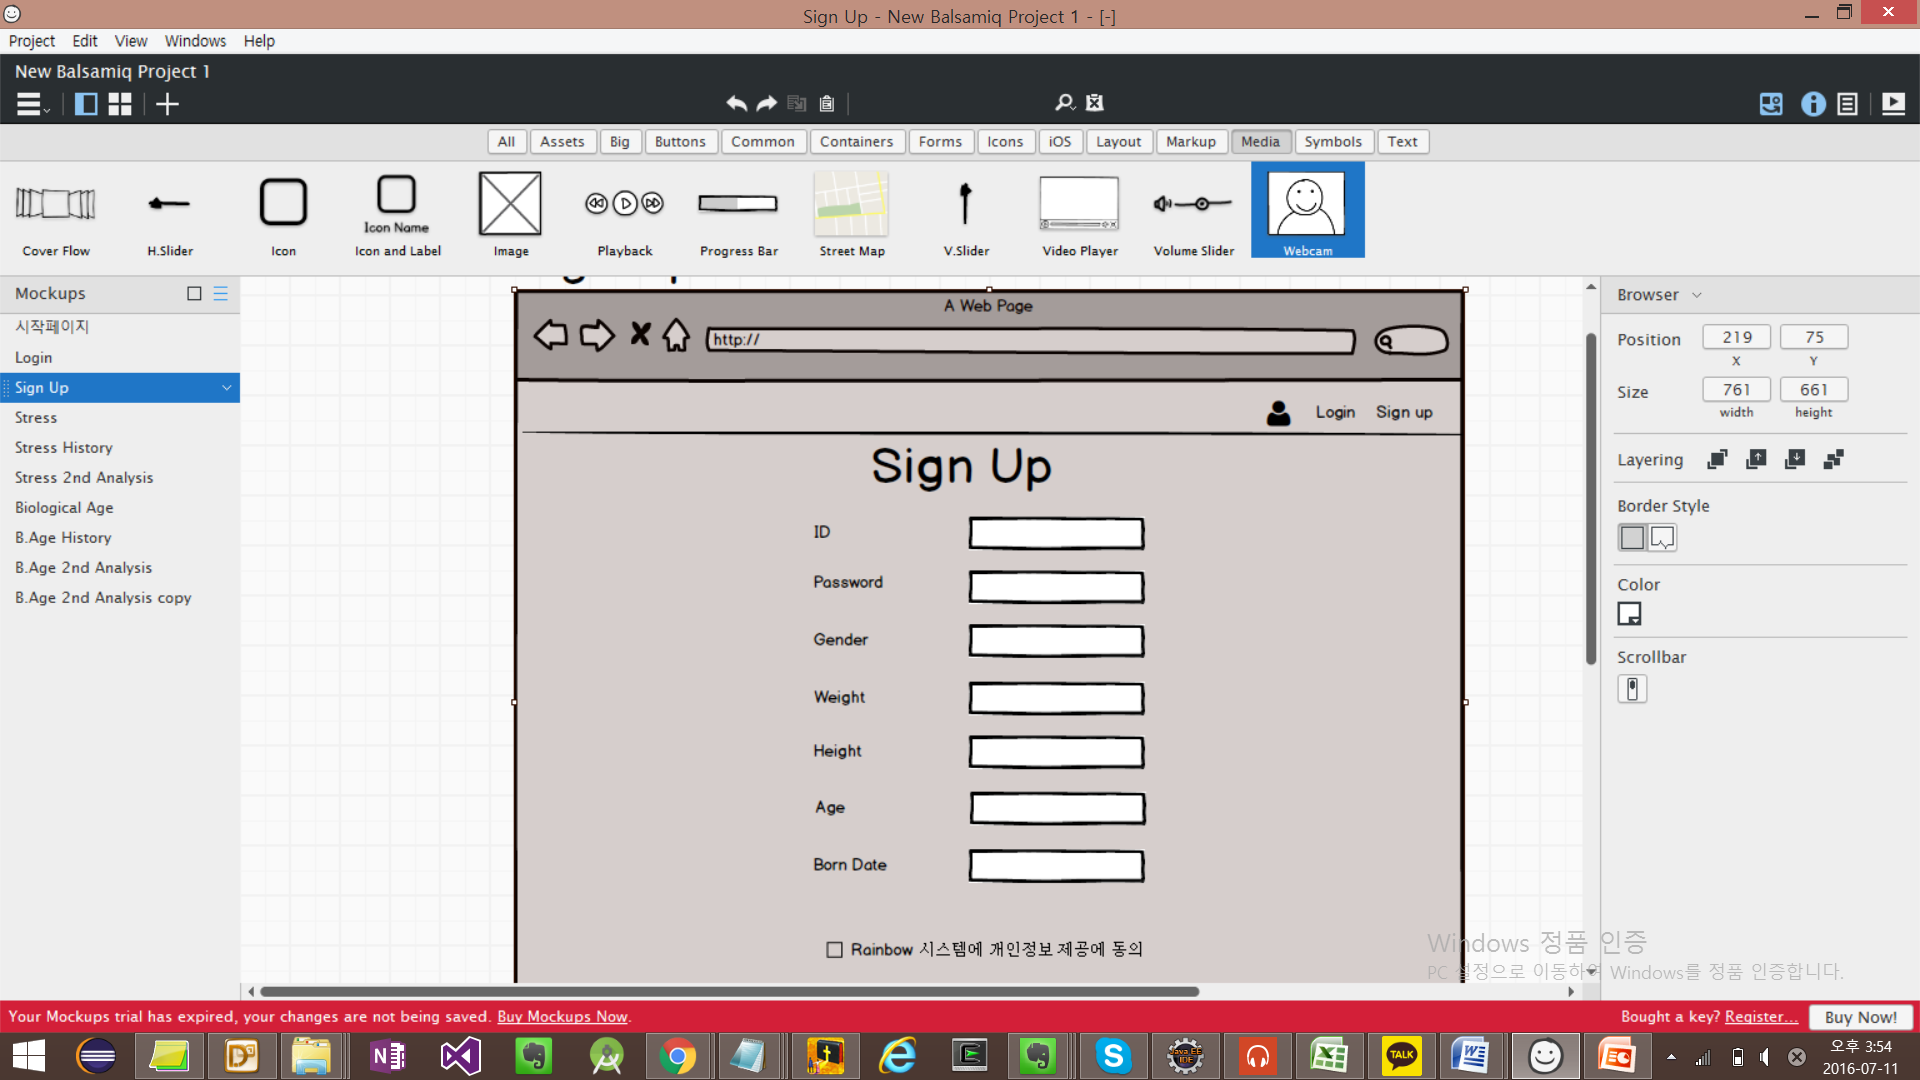 Sign Up - New Balsamiq Project 1 - [-]
Project Edit View Windows Help
New Balsamiq Project 1
All Assets Big Buttons Common Containers Forms Icons iOS Layout Markup Media Symbols Text
Icon Name
Cover Flow H.Slider Icon Icon and Label Image Playback Progress Bar Street Map V.Slider Video Player Volume Slider Webcam
Mockups
시작페이지
Login
Sign Up
Stress
Stress History
Stress 2nd Analysis
Biological Age
B.Age History
B.Age 2nd Analysis
B.Age 2nd Analysis copy
A Web Page
http://
Login Sign up
Sign Up
ID
Password
Gender
Weight
Height
Age
Born Date
Rainbow 시스템에 개인정보 제공에 동의
Browser
Position 219 75
X Y
Size 761 661
width height
Layering
Border Style
Color
Scrollbar
Windows 정품 인증
PC 설정으로 이동하여 Windows를 정품 인증합니다.
Your Mockups trial has expired, your changes are not being saved. Buy Mockups Now.
Bought a key? Register... Buy Now!
TALK
오후 3:54
2016-07-11